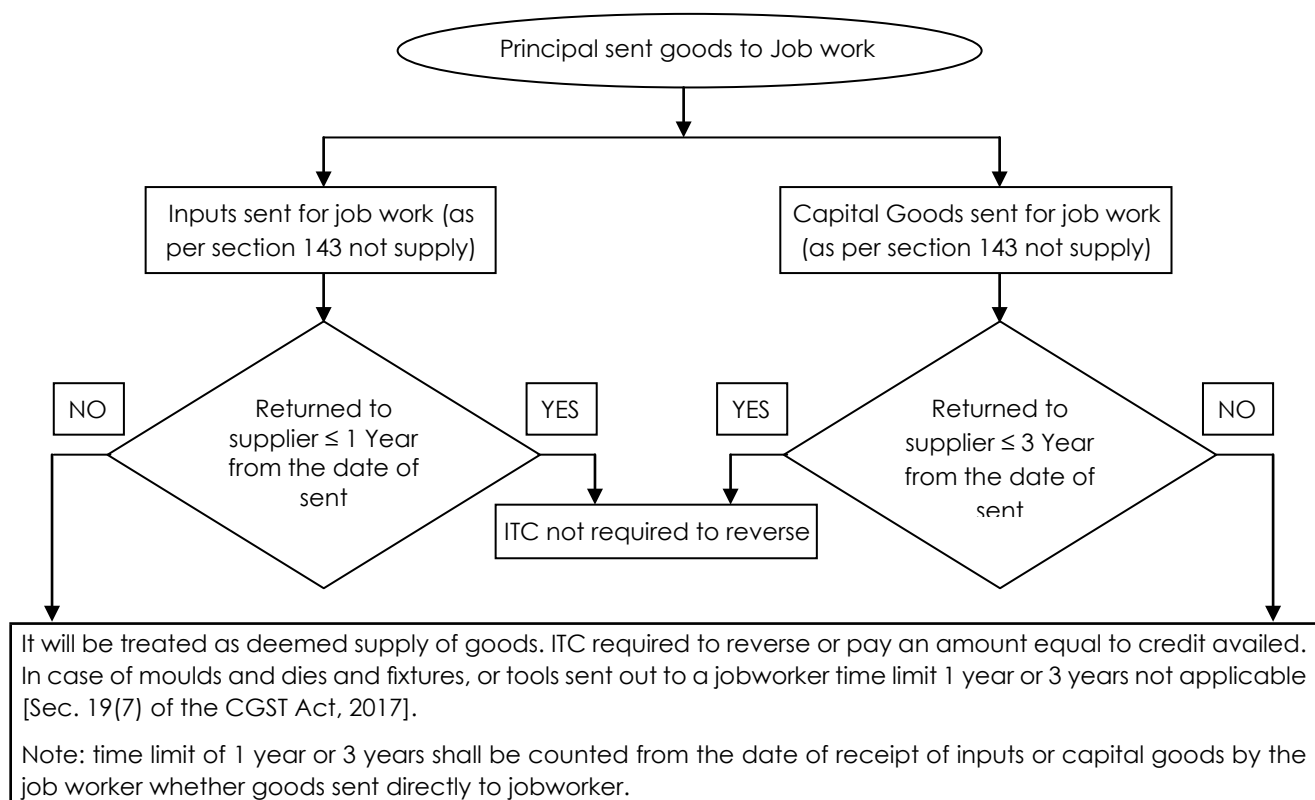 Principal sent goods to Job work
Inputs sent for job work (as
per section 143 not supply)
Capital Goods sent for job work
(as per section 143 not supply)
NO
Returned to
supplier ≤ 1 Year
from the date of
sent
YES
YES
Returned to
supplier ≤ 3 Year
from the date of
sent
NO
ITC not required to reverse
It will be treated as deemed supply of goods. ITC required to reverse or pay an amount equal to credit availed.
In case of moulds and dies and fixtures, or tools sent out to a jobworker time limit 1 year or 3 years not applicable
[Sec. 19(7) of the CGST Act, 2017].
Note: time limit of 1 year or 3 years shall be counted from the date of receipt of inputs or capital goods by the
job worker whether goods sent directly to jobworker.